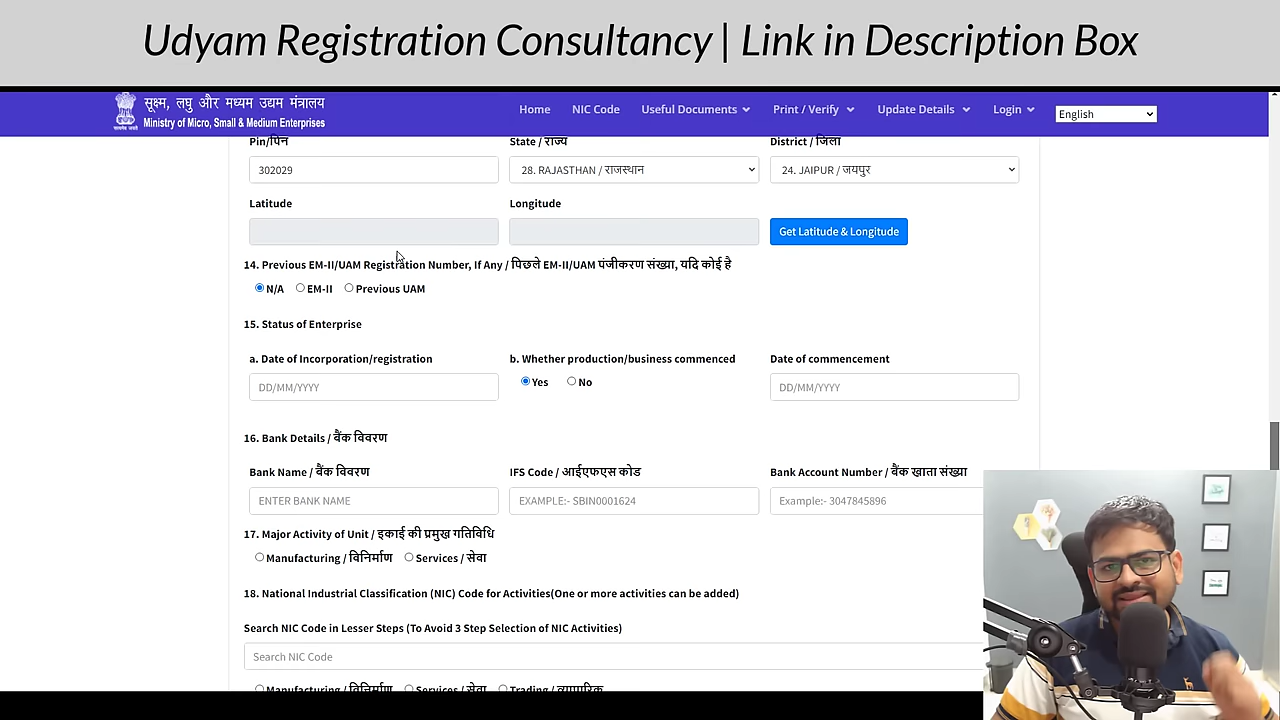 Udyam Registration Consultancy | Link in Description Box
सूक्ष्म, लघु और मध्यम उद्यम मंत्रालय
Ministry of Micro, Small & Medium Enterprises
Home NIC Code Useful Documents Print / Verify Update Details Login English
Pin/पिन State / राज्य District / जिला
302029 28. RAJASTHAN / राजस्थान 24. JAIPUR / जयपुर
Latitude Longitude
Get Latitude & Longitude
14. Previous EM-II/UAM Registration Number, If Any / पिछले EM-II/UAM पंजीकरण संख्या, यदि कोई है
N/A EM-II Previous UAM
15. Status of Enterprise
a. Date of Incorporation/registration b. Whether production/business commenced Date of commencement
DD/MM/YYYY Yes No DD/MM/YYYY
16. Bank Details / बैंक विवरण
Bank Name / बैंक विवरण IFS Code / आईएफएस कोड Bank Account Number / बैंक खाता संख्या
ENTER BANK NAME EXAMPLE:- SBIN0001624 Example:- 3047845896
17. Major Activity of Unit / इकाई की प्रमुख गतिविधि
Manufacturing / विनिर्माण Services / सेवा
18. National Industrial Classification (NIC) Code for Activities(One or more activities can be added)
Search NIC Code in Lesser Steps (To Avoid 3 Step Selection of NIC Activities)
Search NIC Code
Manufacturing / विनिर्माण Services / सेवा Trading / व्यापारिक